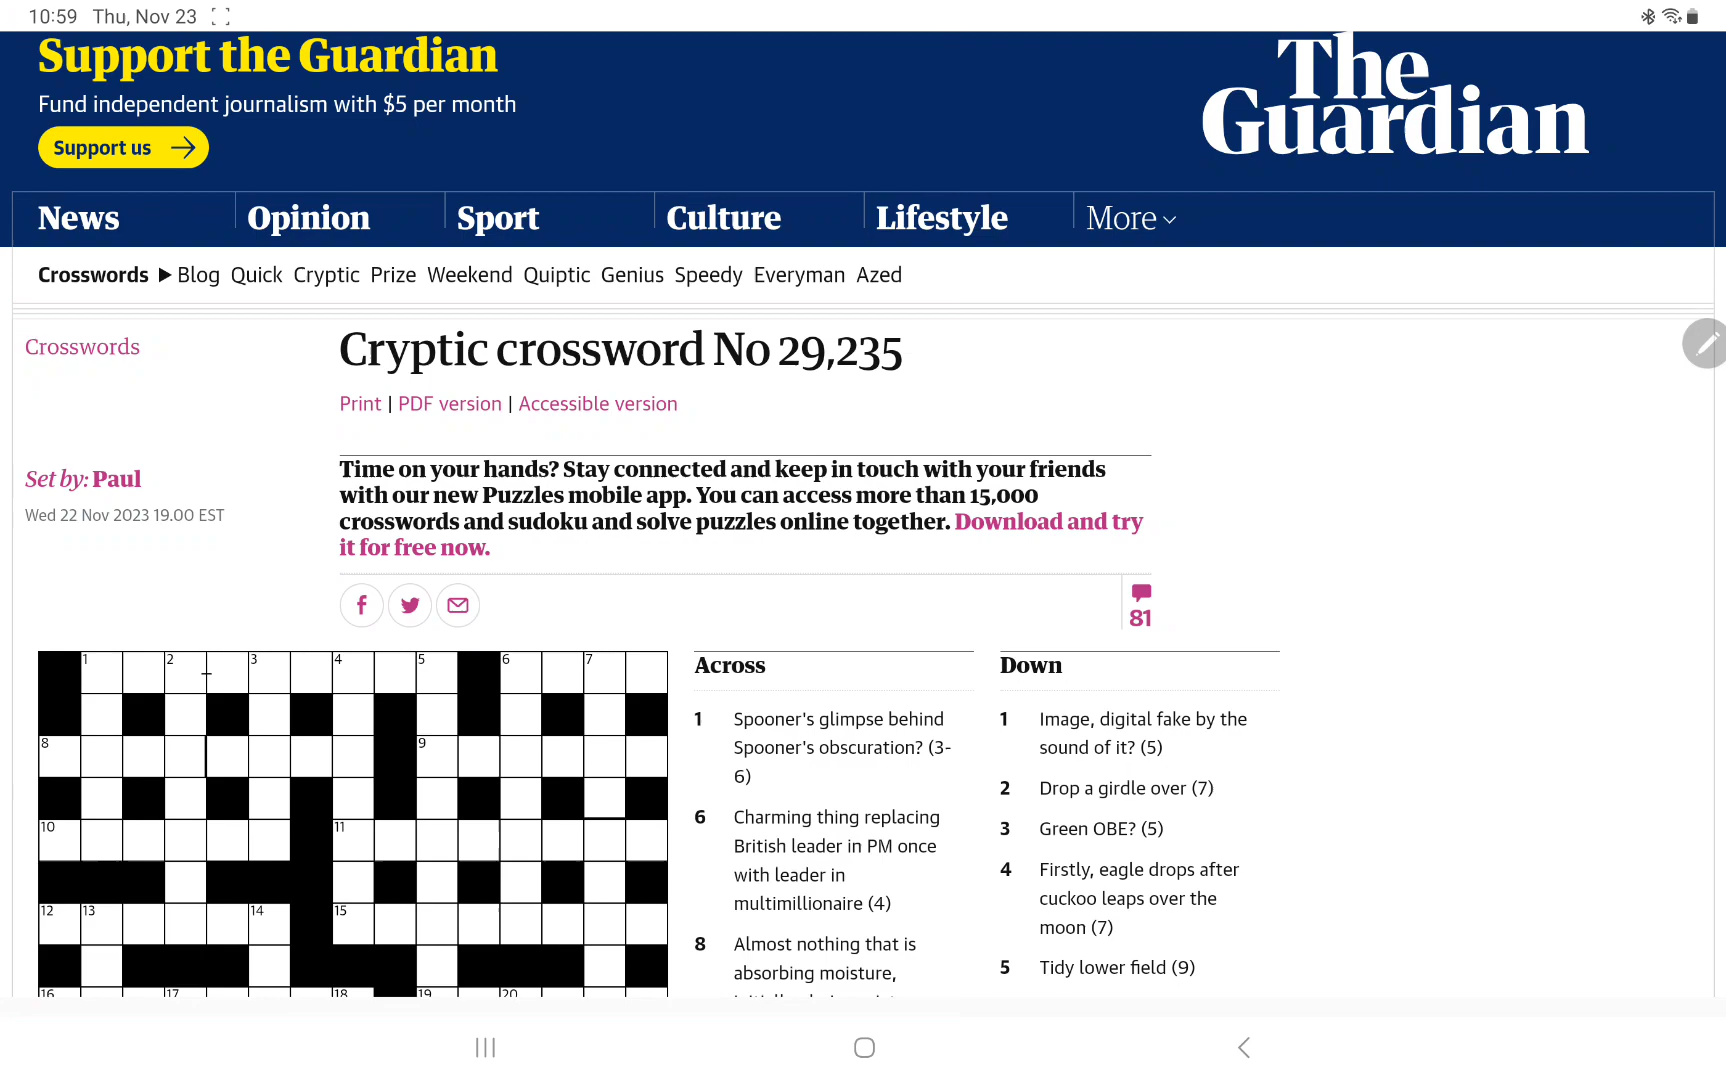 10:59 Thu, Nov 23
Support the Guardian
Fund independent journalism with $5 per month
Support us
The
Guardian
News Opinion Sport Culture Lifestyle More
Crosswords Blog Quick Cryptic Prize Weekend Quiptic Genius Speedy Everyman Azed
Crosswords
Cryptic crossword No 29,235
Print | PDF version | Accessible version
Set by: Paul
Wed 22 Nov 2023 19.00 EST
Time on your hands? Stay connected and keep in touch with your friends
with our new Puzzles mobile app. You can access more than 15,000
crosswords and sudoku and solve puzzles online together. Download and try
it for free now.
81
1 2 3 4 5 6 7
8 9
10 11
12 13 14 15
16 17 18 19 20
Across
1 Spooner's glimpse behind
Spooner's obscuration? (3-
6)
6 Charming thing replacing
British leader in PM once
with leader in
multimillionaire (4)
8 Almost nothing that is
absorbing moisture,
Down
1 Image, digital fake by the
sound of it? (5)
2 Drop a girdle over (7)
3 Green OBE? (5)
4 Firstly, eagle drops after
cuckoo leaps over the
moon (7)
5 Tidy lower field (9)